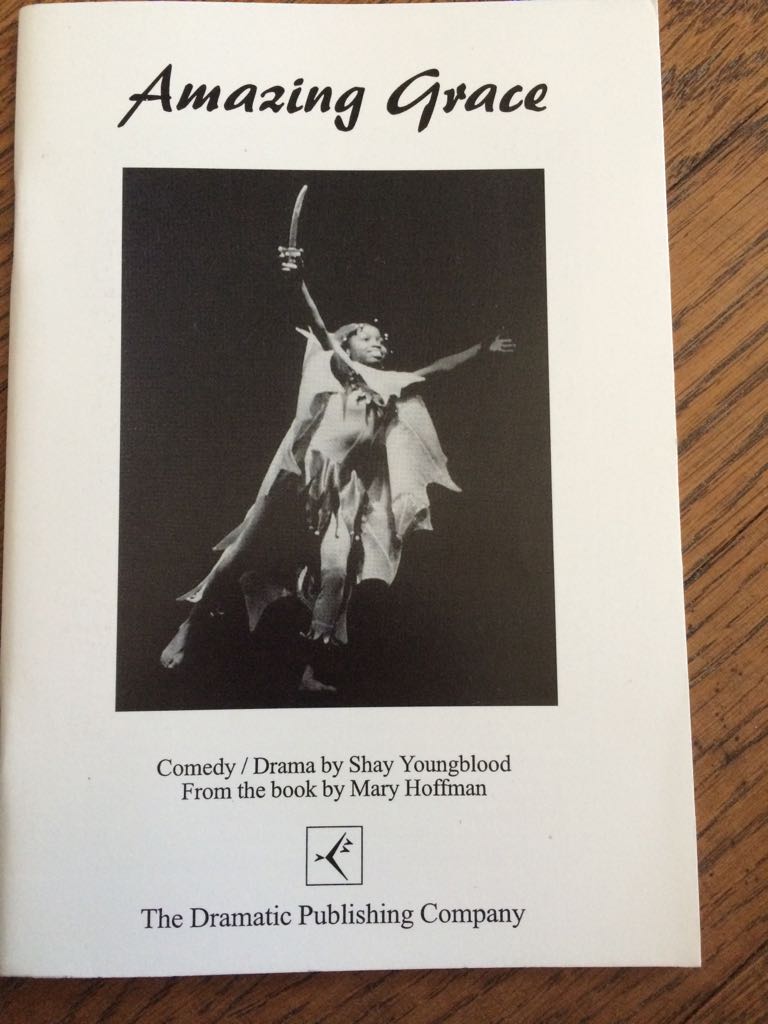 Amazing Grace
Comedy / Drama by Shay Youngblood
From the book by Mary Hoffman
The Dramatic Publishing Company